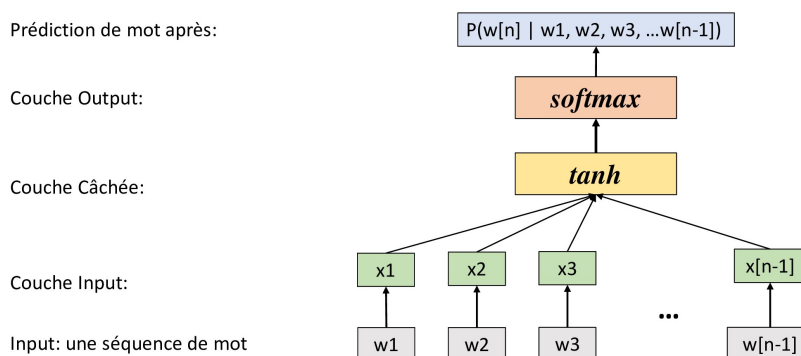 Prédiction de mot après: P(w[n] | w1, w2, w3, ...w[n-1])
Couche Output: softmax
Couche Câchée: tanh
Couche Input: x1 x2 x3 x[n-1]
...
Input: une séquence de mot w1 w2 w3 w[n-1]